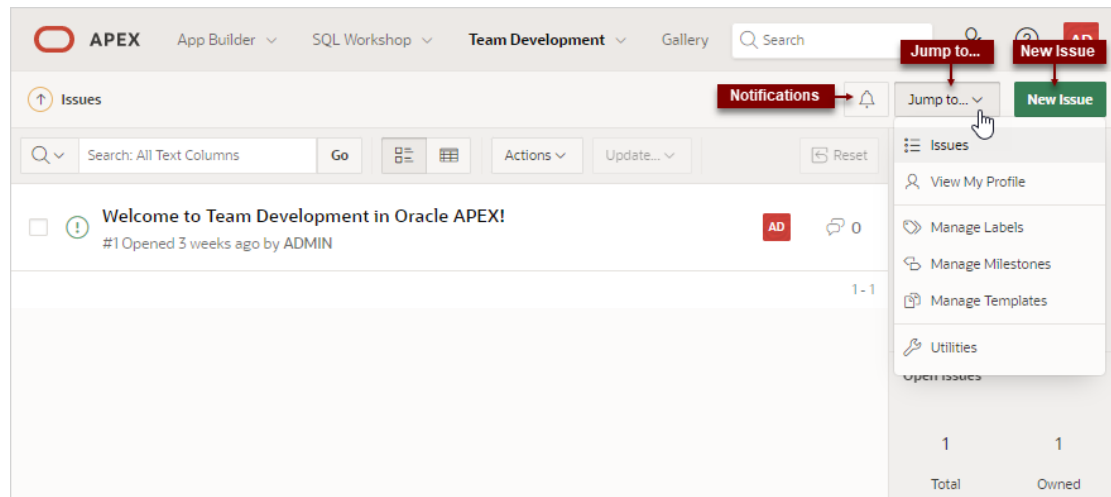 APEX App Builder SQL Workshop Team Development Gallery Search AD
Jump to... New Issue
Issues Notifications Jump to... New Issue
Search: All Text Columns Go Actions Update... Reset
Issues
View My Profile
Welcome to Team Development in Oracle APEX! AD 0
#1 Opened 3 weeks ago by ADMIN
Manage Labels
Manage Milestones
1 - 1
Manage Templates
Utilities
Open Issues
1 1
Total Owned